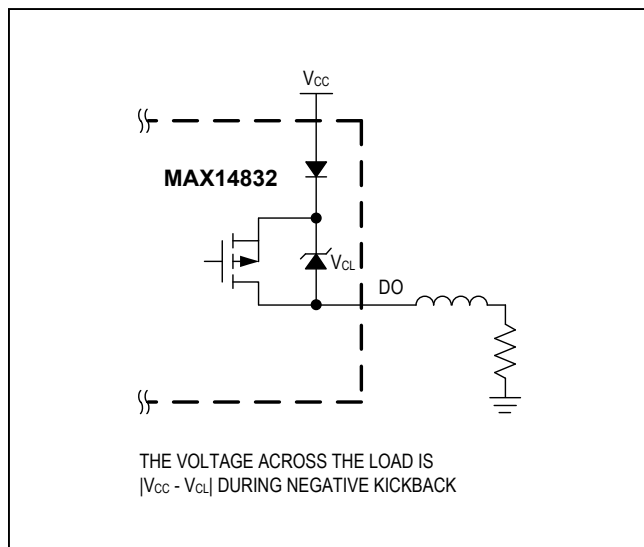 VCC
MAX14832
VCL
DO
THE VOLTAGE ACROSS THE LOAD IS
|VCC - VCL| DURING NEGATIVE KICKBACK